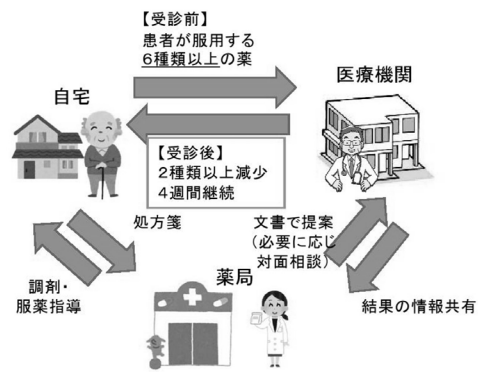 【受診前】
患者が服用する
6種類以上の薬
自宅
医療機関
【受診後】
2種類以上減少
4週間継続
処方箋
文書で提案
(必要に応じ
対面相談)
薬局
調剤・
服薬指導
結果の情報共有